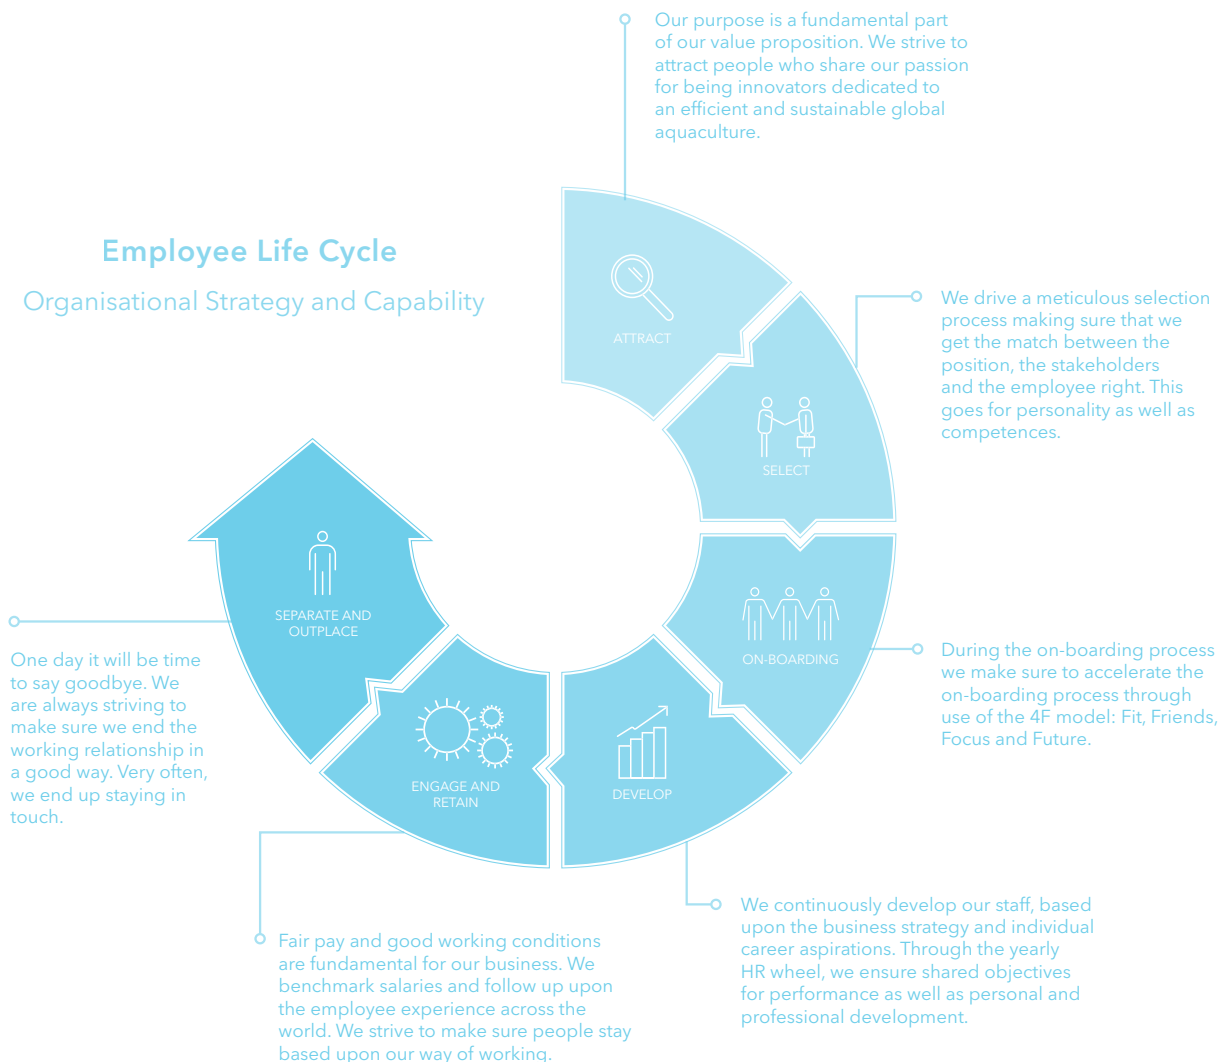 Our purpose is a fundamental part
of our value proposition. We strive to
attract people who share our passion
for being innovators dedicated to
an efficient and sustainable global
aquaculture.
Employee Life Cycle
Organisational Strategy and Capability
ATTRACT
We drive a meticulous selection
process making sure that we
get the match between the
position, the stakeholders
and the employee right. This
goes for personality as well as
competences.
SELECT
ON-BOARDING
During the on-boarding process
we make sure to accelerate the
on-boarding process through
use of the 4F model: Fit, Friends,
Focus and Future.
DEVELOP
We continuously develop our staff, based
upon the business strategy and individual
career aspirations. Through the yearly
HR wheel, we ensure shared objectives
for performance as well as personal and
professional development.
ENGAGE AND
RETAIN
Fair pay and good working conditions
are fundamental for our business. We
benchmark salaries and follow up upon
the employee experience across the
world. We strive to make sure people stay
based upon our way of working.
SEPARATE AND
OUTPLACE
One day it will be time
to say goodbye. We
are always striving to
make sure we end the
working relationship in
a good way. Very often,
we end up staying in
touch.